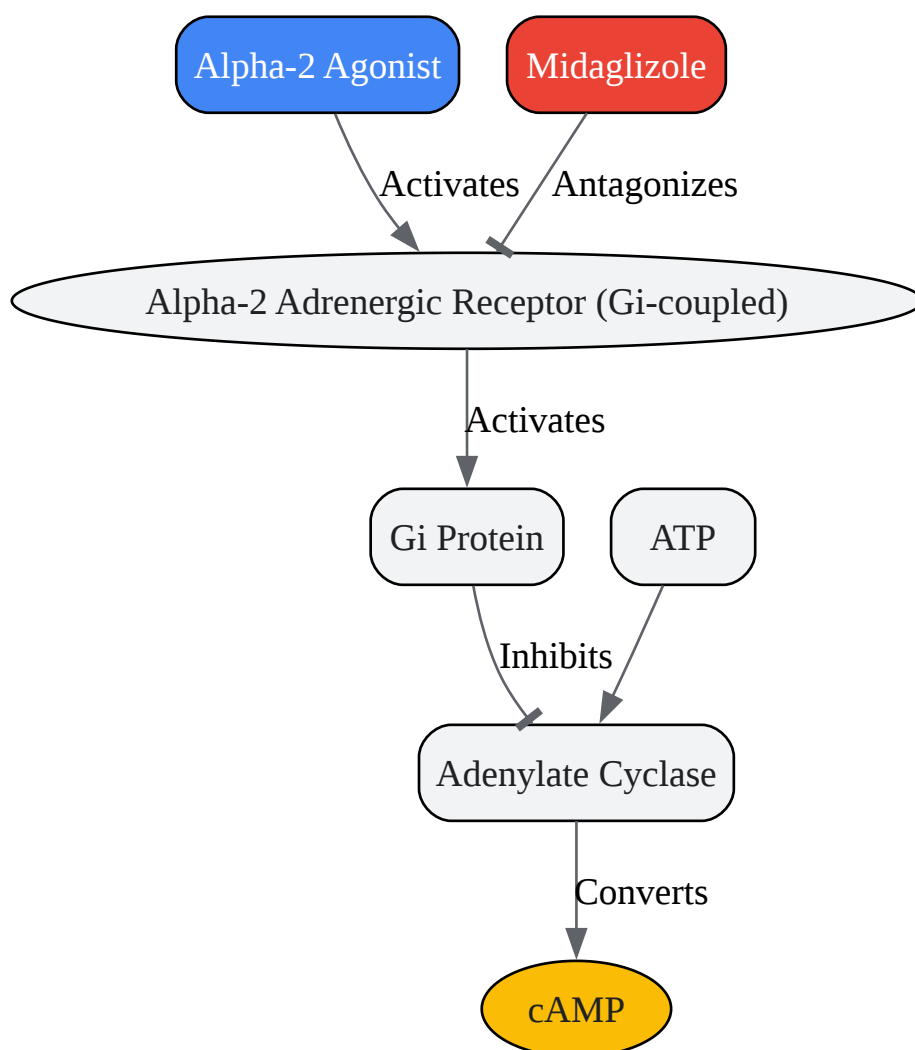 Alpha-2 Agonist
Midaglizole
Activates
Antagonizes
Alpha-2 Adrenergic Receptor (Gi-coupled)
Activates
Gi Protein
ATP
Inhibits
Adenylate Cyclase
Converts
cAMP